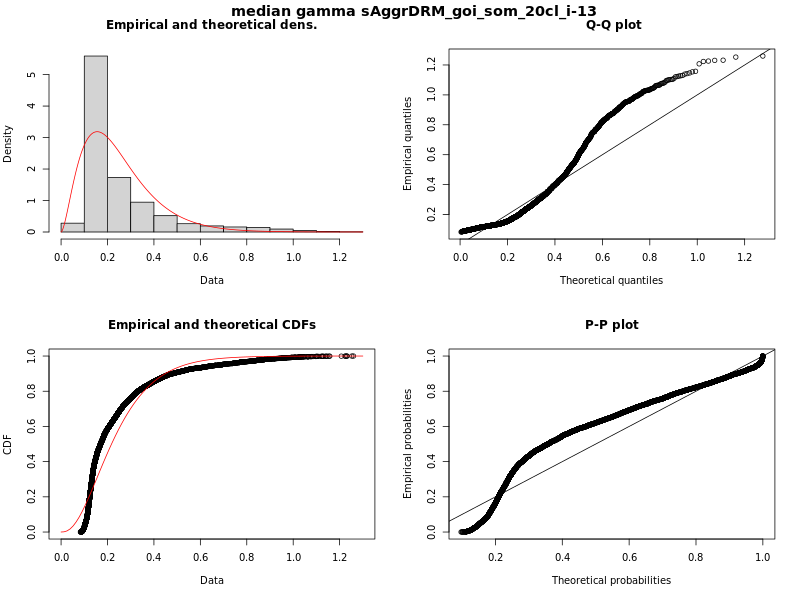 median gamma sAggrDRM_goi_som_20cl_i-13
Empirical and theoretical dens.
Density
0 1 2 3 4 5
0.0 0.2 0.4 0.6 0.8 1.0 1.2
Data
Q-Q plot
Empirical quantiles
0.2 0.4 0.6 0.8 1.0 1.2
0.0 0.2 0.4 0.6 0.8 1.0 1.2
Theoretical quantiles
Empirical and theoretical CDFs
CDF
0.0 0.2 0.4 0.6 0.8 1.0
0.0 0.2 0.4 0.6 0.8 1.0 1.2
Data
P-P plot
Empirical probabilities
0.0 0.2 0.4 0.6 0.8 1.0
0.2 0.4 0.6 0.8 1.0
Theoretical probabilities